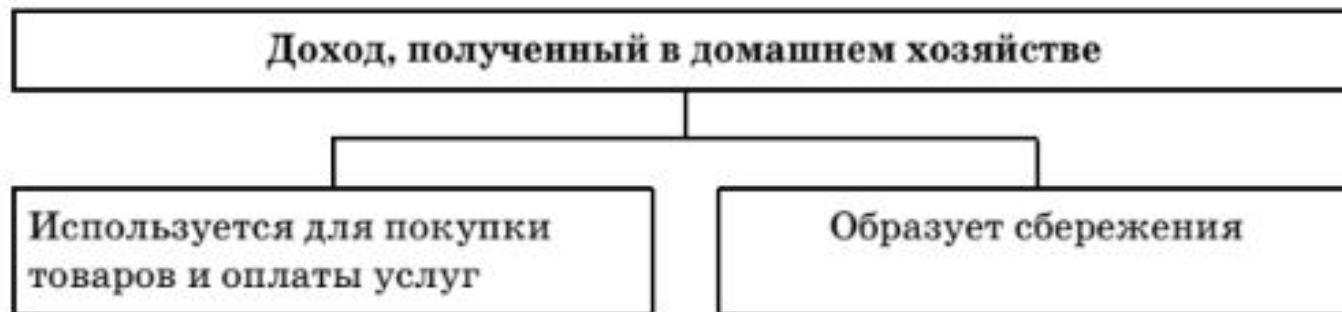 Доход, полученный в домашнем хозяйстве
Используется для покупки
товаров и оплаты услуг
Образует сбережения